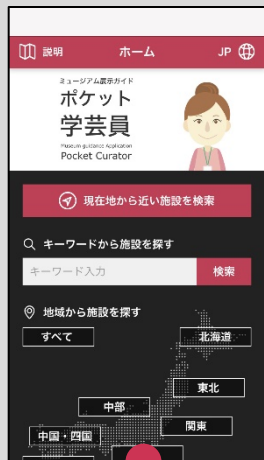 説明
ホーム
JP
ミュージアム展示ガイド
ポケット
学芸員
Museum guidance Application
Pocket Curator
現在地から近い施設を検索
キーワードから施設を探す
キーワード入力
検索
地域から施設を探す
すべて
北海道
東北
中部
関東
中国・四国